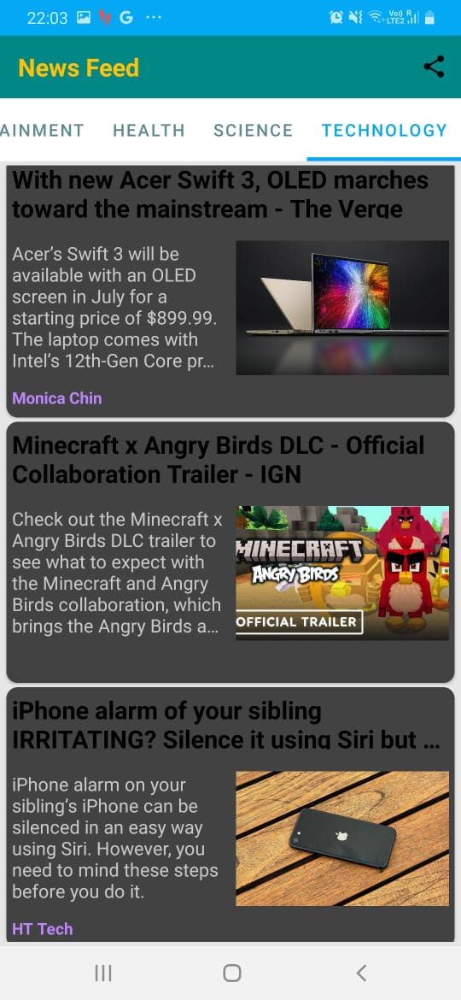 22:03
Vo)) R
LTE2
News Feed
AINMENT HEALTH SCIENCE TECHNOLOGY
With new Acer Swift 3, OLED marches
toward the mainstream - The Verge
Acer’s Swift 3 will be
available with an OLED
screen in July for a
starting price of $899.99.
The laptop comes with
Intel’s 12th-Gen Core pr…
Monica Chin
Minecraft x Angry Birds DLC - Official
Collaboration Trailer - IGN
Check out the Minecraft x
Angry Birds DLC trailer to
see what to expect with
the Minecraft and Angry
Birds collaboration, which
brings the Angry Birds a…
MINECRAFT
ANGRY BIRDS
OFFICIAL TRAILER
iPhone alarm of your sibling
IRRITATING? Silence it using Siri but …
iPhone alarm on your
sibling’s iPhone can be
silenced in an easy way
using Siri. However, you
need to mind these steps
before you do it.
HT Tech